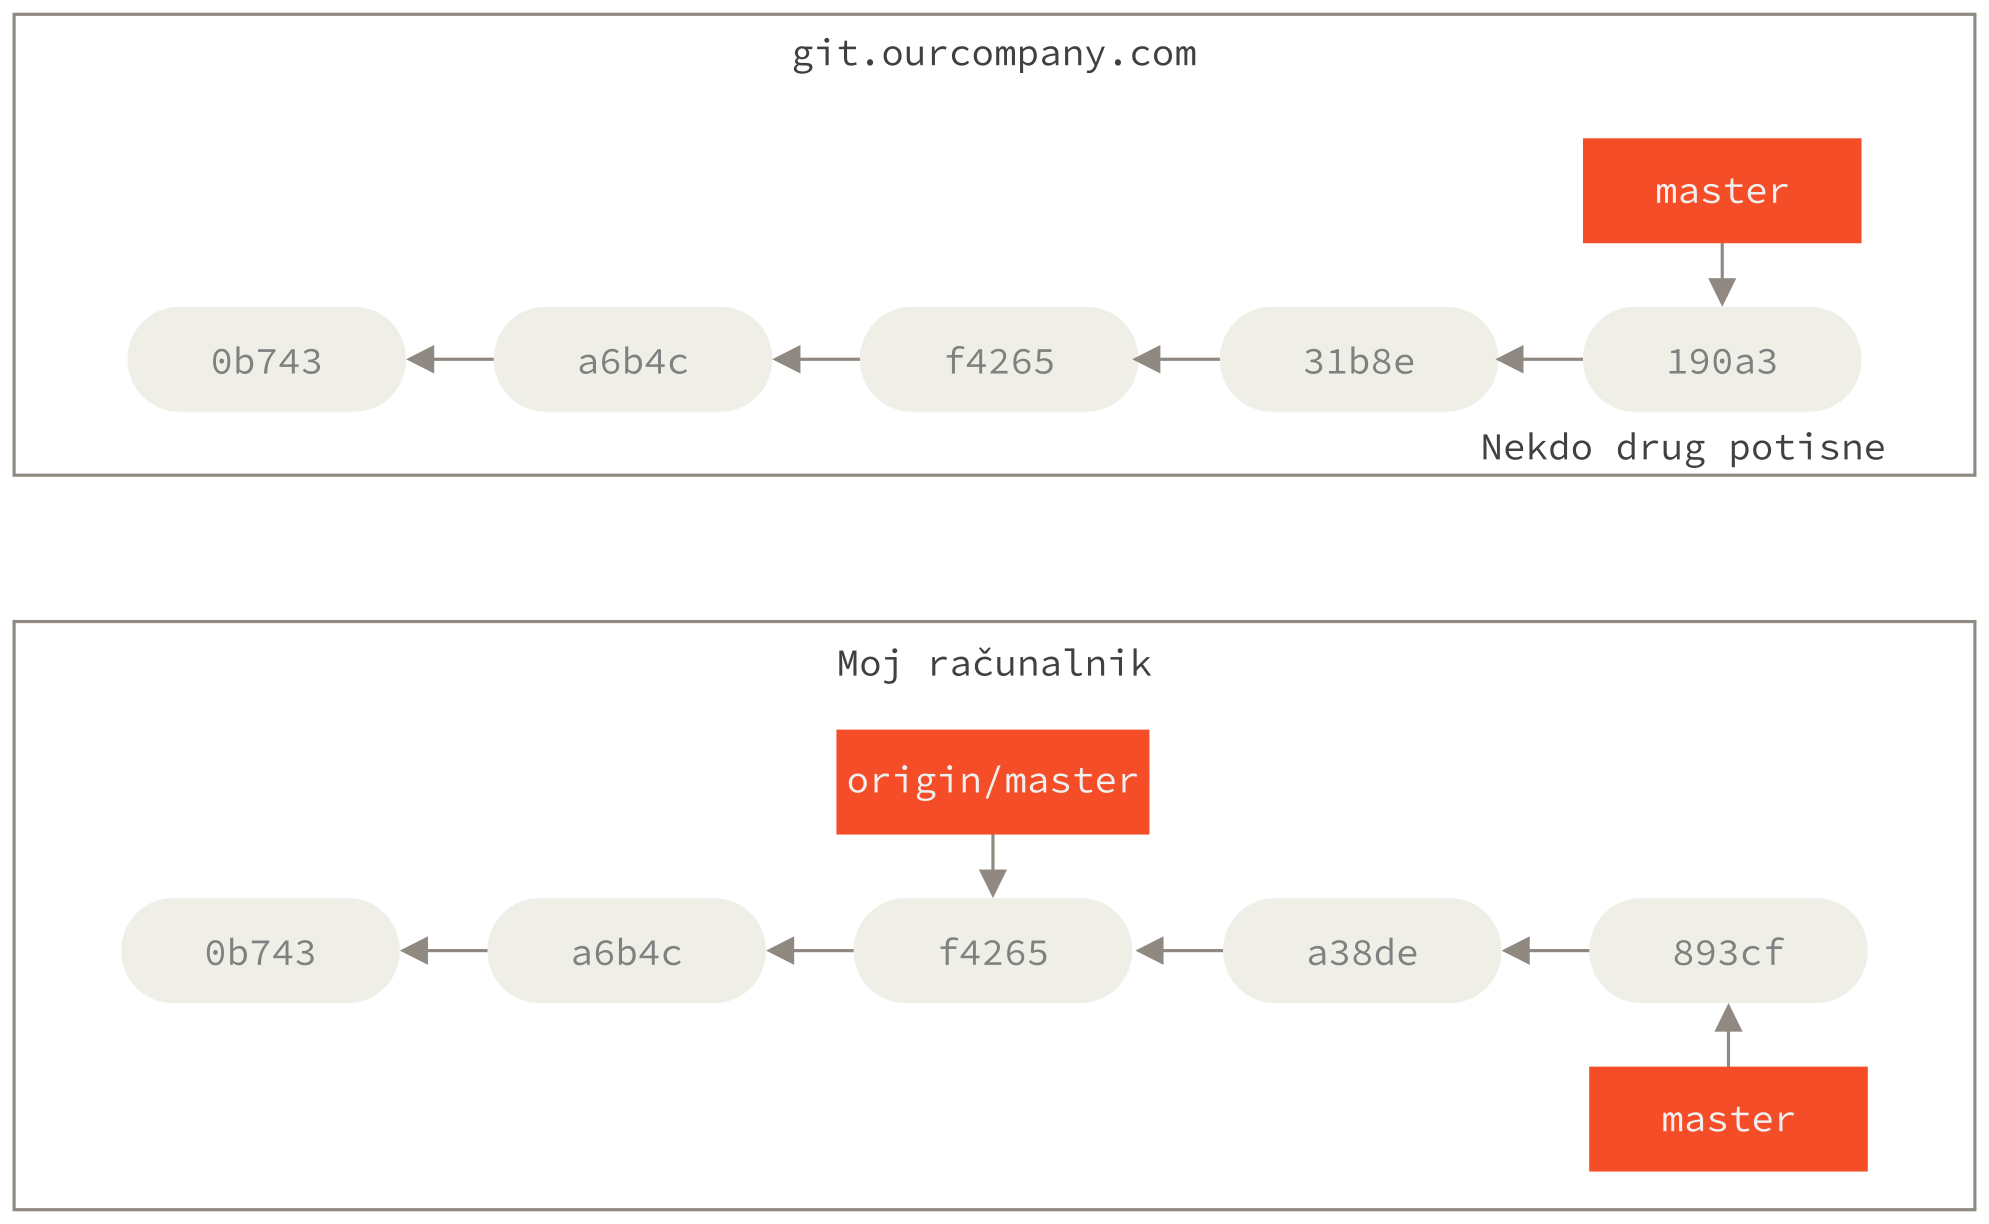 git.ourcompany.com
master
0b743 a6b4c f4265 31b8e 190a3
Nekdo drug potisne
Moj računalnik
origin/master
0b743 a6b4c f4265 a38de 893cf
master